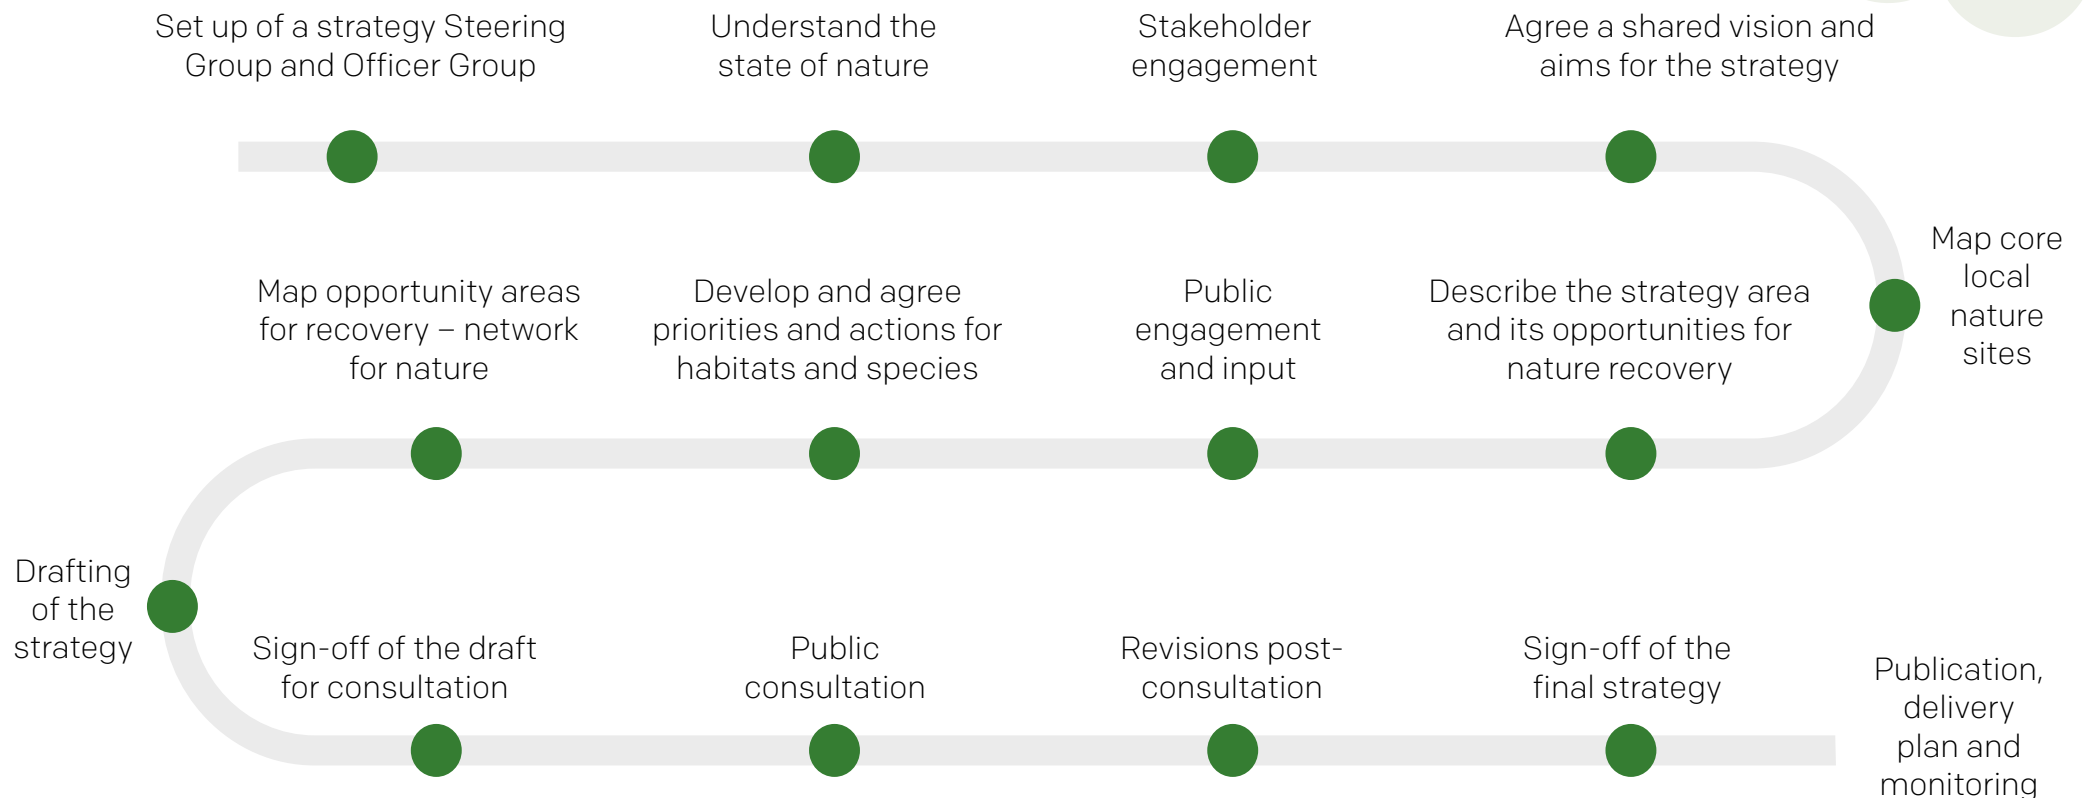 Set up of a strategy Steering
Group and Officer Group
Understand the
state of nature
Stakeholder
engagement
Agree a shared vision and
aims for the strategy
Map core
local
nature
sites
Describe the strategy area
and its opportunities for
nature recovery
Public
engagement
and input
Develop and agree
priorities and actions for
habitats and species
Map opportunity areas
for recovery – network
for nature
Drafting
of the
strategy
Sign-off of the draft
for consultation
Public
consultation
Revisions post-
consultation
Sign-off of the
final strategy
Publication,
delivery
plan and
monitoring